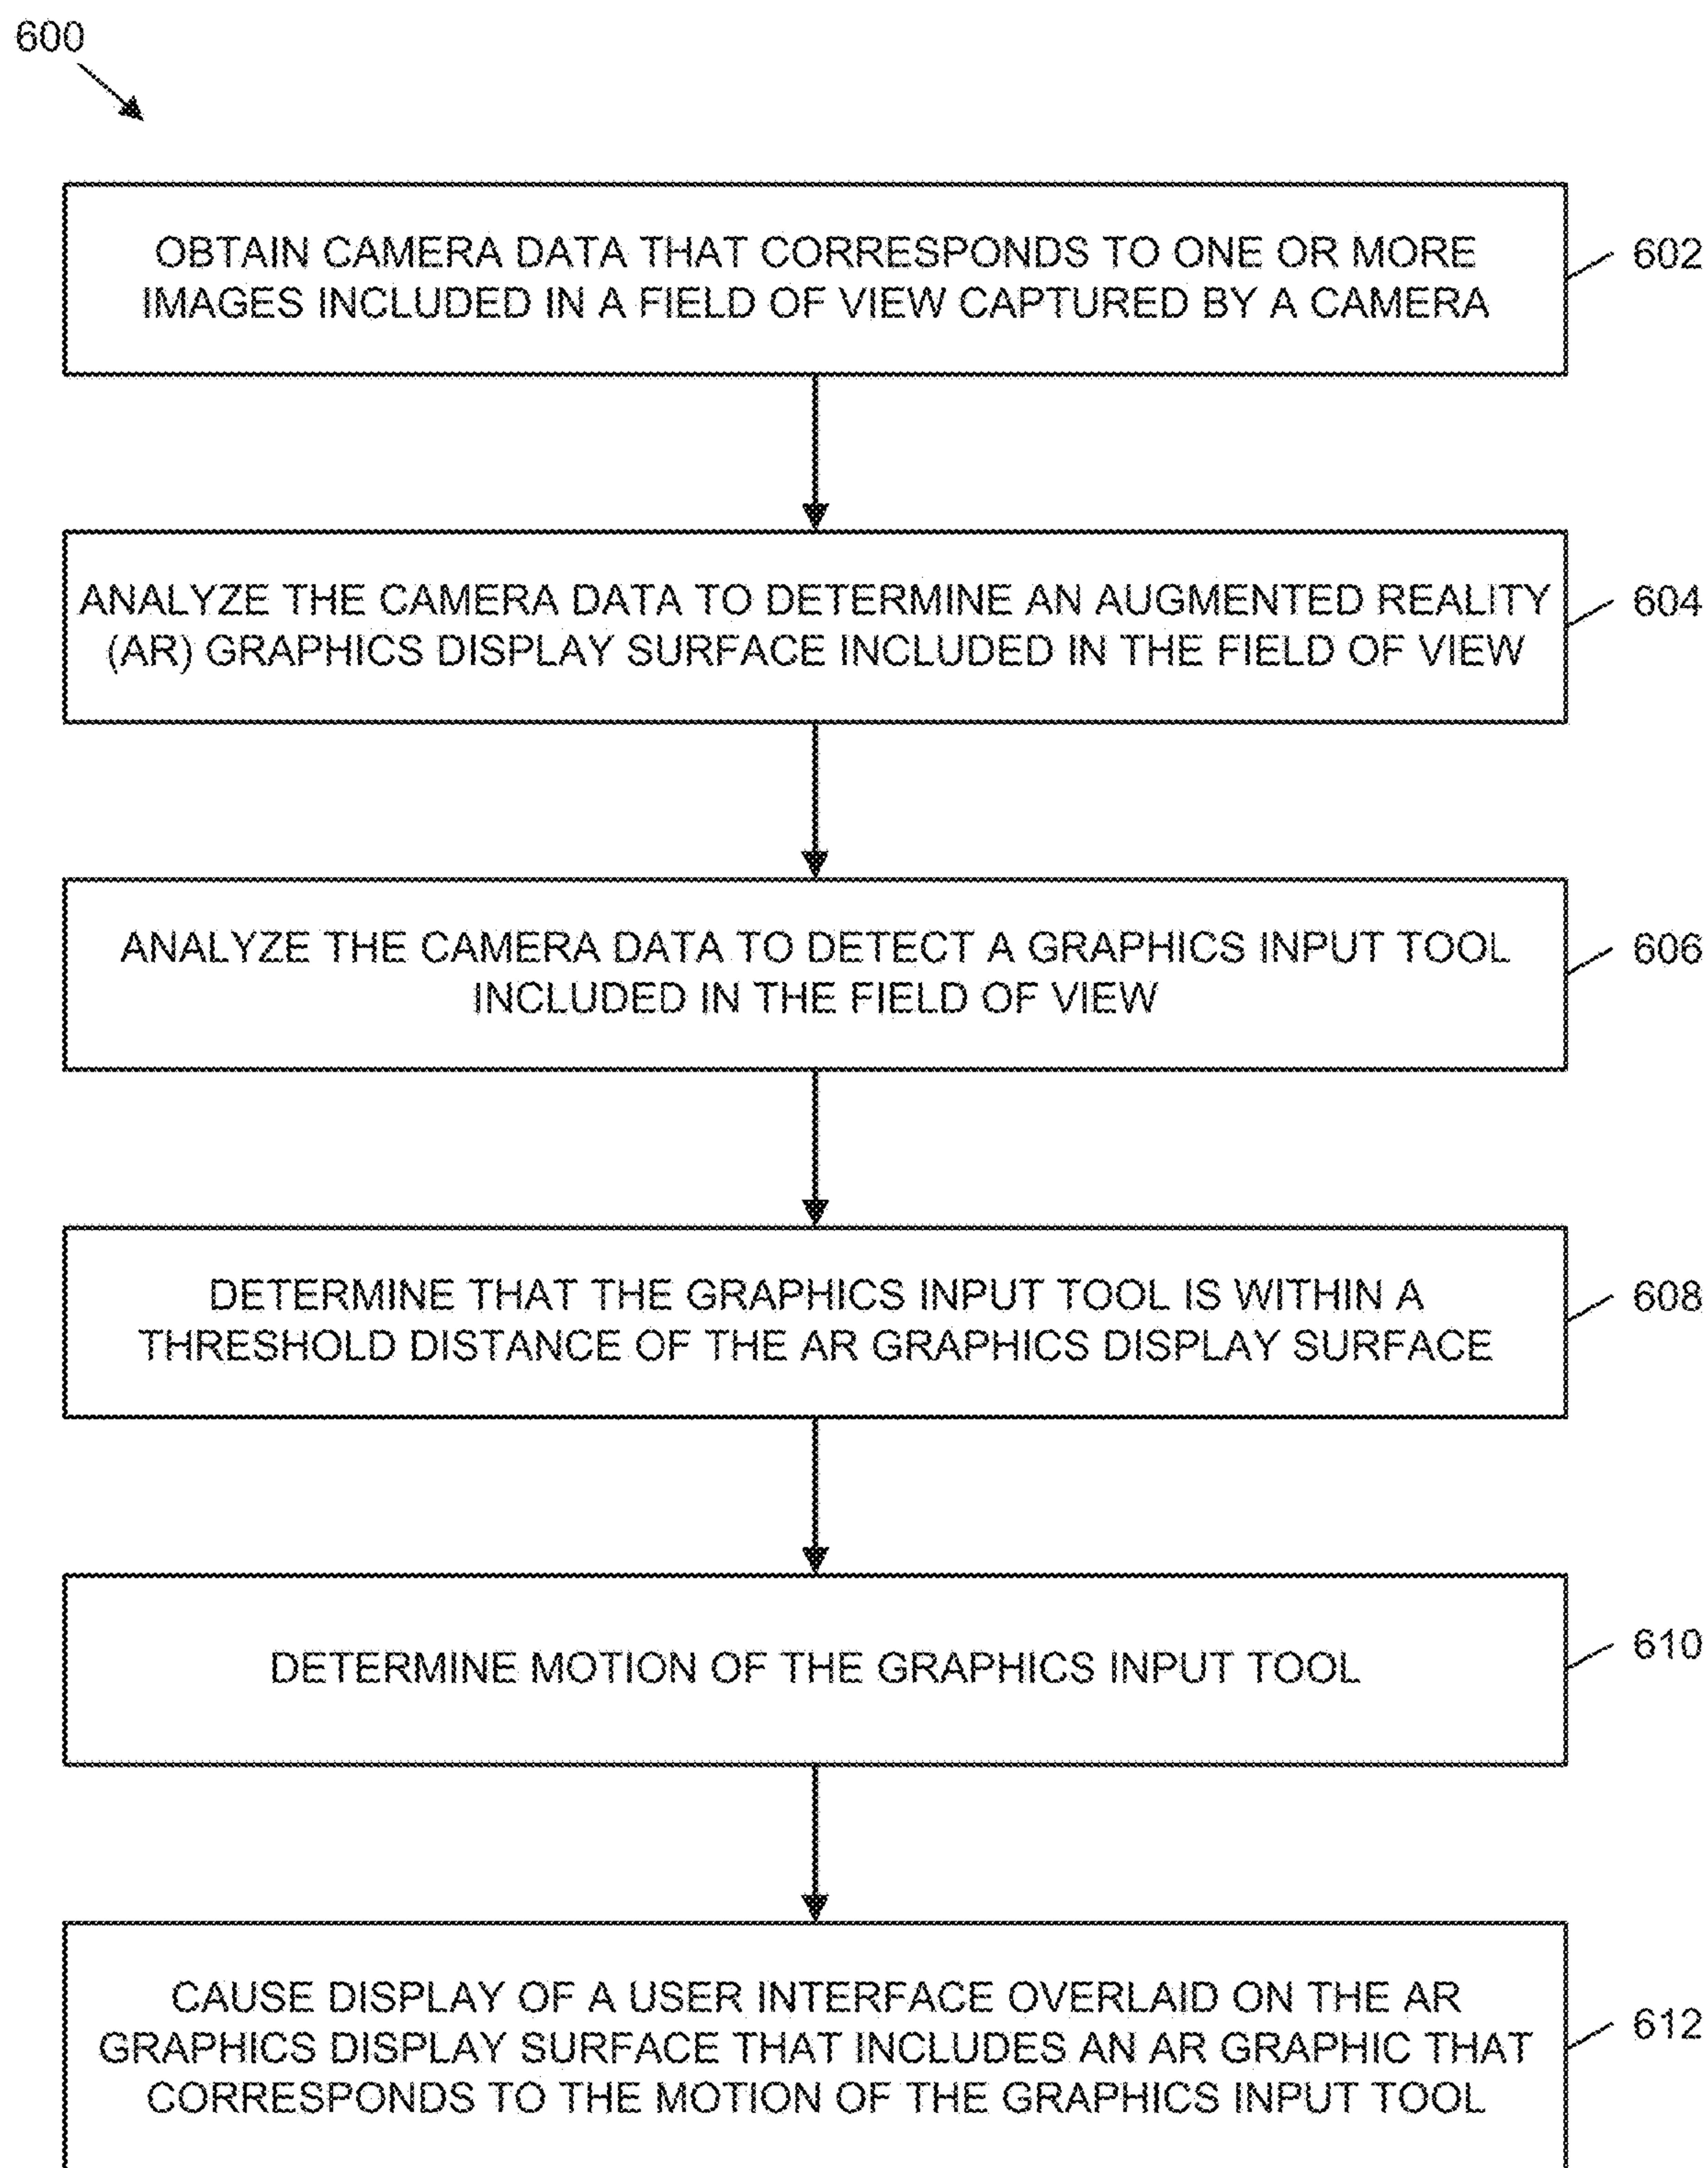 600
OBTAIN CAMERA DATA THAT CORRESPONDS TO ONE OR MORE
IMAGES INCLUDED IN A FIELD OF VIEW CAPTURED BY A CAMERA
602
ANALYZE THE CAMERA DATA TO DETERMINE AN AUGMENTED REALITY
(AR) GRAPHICS DISPLAY SURFACE INCLUDED IN THE FIELD OF VIEW
604
ANALYZE THE CAMERA DATA TO DETECT A GRAPHICS INPUT TOOL
INCLUDED IN THE FIELD OF VIEW
606
DETERMINE THAT THE GRAPHICS INPUT TOOL IS WITHIN A
THRESHOLD DISTANCE OF THE AR GRAPHICS DISPLAY SURFACE
608
DETERMINE MOTION OF THE GRAPHICS INPUT TOOL
610
CAUSE DISPLAY OF A USER INTERFACE OVERLAID ON THE AR
GRAPHICS DISPLAY SURFACE THAT INCLUDES AN AR GRAPHIC THAT
CORRESPONDS TO THE MOTION OF THE GRAPHICS INPUT TOOL
612